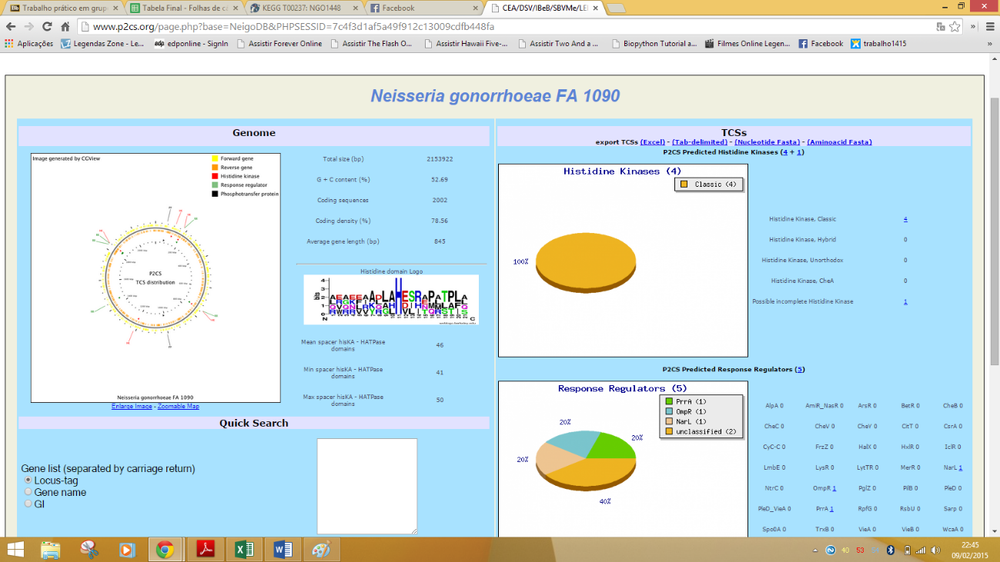 Trabalho prático em grup
Tabela Final - Folhas de cá
KEGG T00237: NGO1448
Facebook
CEA/DSV/IBeB/SBVMe/LE
www.p2cs.org/page.php?base=NeigoDB&PHPSESSID=7c4f3d1af5a49f912c13009cdfb448fa
Aplicações
Legendas Zone - Le...
edp edponline - SignIn
Assistir Forever Online
Assistir The Flash O...
Assistir Hawaii Five-...
Assistir Two And a ...
Biopython Tutorial a...
Filmes Online Legen...
Facebook
trabalho1415
Neisseria gonorrhoeae FA 1090
Genome
Image generated by CGView
Forward gene
Reverse gene
Histidine kinase
Response regulator
Phosphotransfer protein
P2CS
TCS distribution
Neisseria gonorrhoeae FA 1090
Enlarge Image - Zoomable Map
Total size (bp) 2153922
G + C content (%) 52.69
Coding sequences 2002
Coding density (%) 78.56
Average gene length (bp) 845
Histidine domain Logo
bits
Mean spacer hisKA - HATPase
domains 46
Min spacer hisKA - HATPase
domains 41
Max spacer hisKA - HATPase
domains 50
Quick Search
Gene list (separated by carriage return)
Locus-tag
Gene name
GI
TCSs
export TCSs (Excel) - (Tab-delimited) - (Nucleotide Fasta) - (Aminoacid Fasta)
P2CS Predicted Histidine Kinases (4 + 1)
Histidine Kinases (4)
Classic (4)
100%
Histidine Kinase, Classic 4
Histidine Kinase, Hybrid 0
Histidine Kinase, Unorthodox 0
Histidine Kinase, CheA 0
Possible incomplete Histidine Kinase 1
P2CS Predicted Response Regulators (5)
Response Regulators (5)
PrrA (1)
OmpR (1)
NarL (1)
unclassified (2)
20%
20%
20%
40%
AlpA 0 AmiR_NasR 0 ArsR 0 BetR 0 CheB 0
CheC 0 CheV 0 CheY 0 CitT 0 CsrA 0
CyC-C 0 FrzZ 0 HalX 0 HxlR 0 IclR 0
LmbE 0 LysR 0 LytTR 0 MerR 0 NarL 1
NtrC 0 OmpR 1 PglZ 0 PilB 0 PleD 0
PleD_VieA 0 PrrA 1 RpfG 0 RsbU 0 Sarp 0
Spo0A 0 TrxB 0 VieA 0 VieB 0 WcaA 0
40 53
22:45
09/02/2015